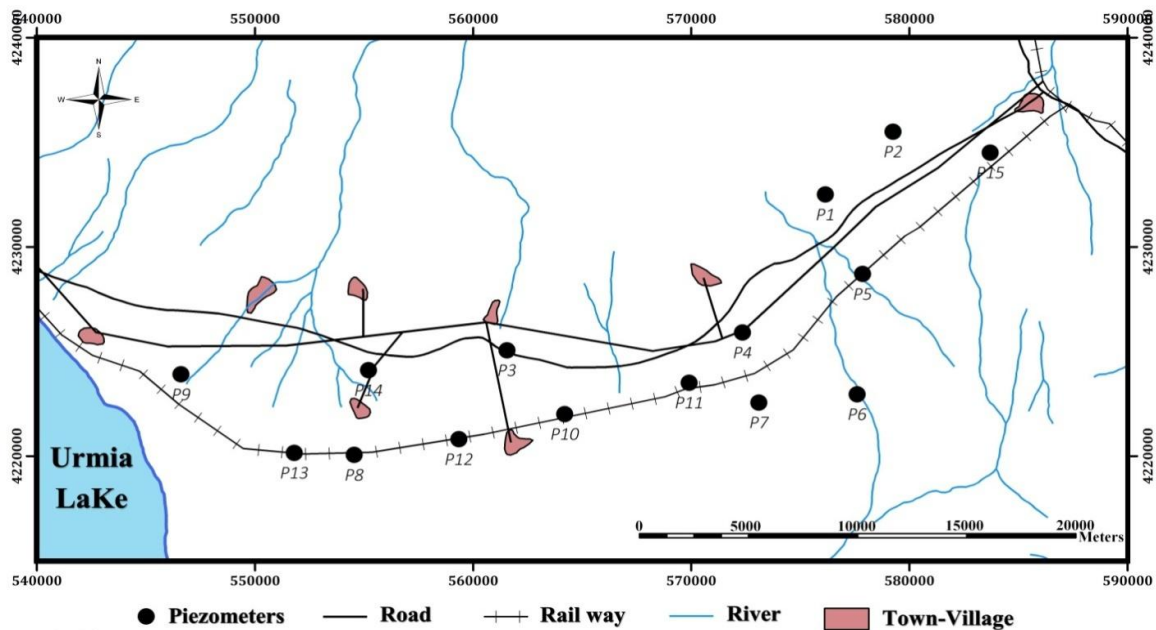 540000 550000 560000 570000 580000 590000
4240000 4240000
N
W E
S
P2
P15
P1
4230000 4230000
P5
P4
P3
P14
P9
P11
P6
P7
P10
P12
P13 P8
4220000 4220000
Urmia
LaKe
0 5000 10000 15000 20000
Meters
540000 550000 560000 570000 580000 590000
Piezometers Road Rail way River Town-Village